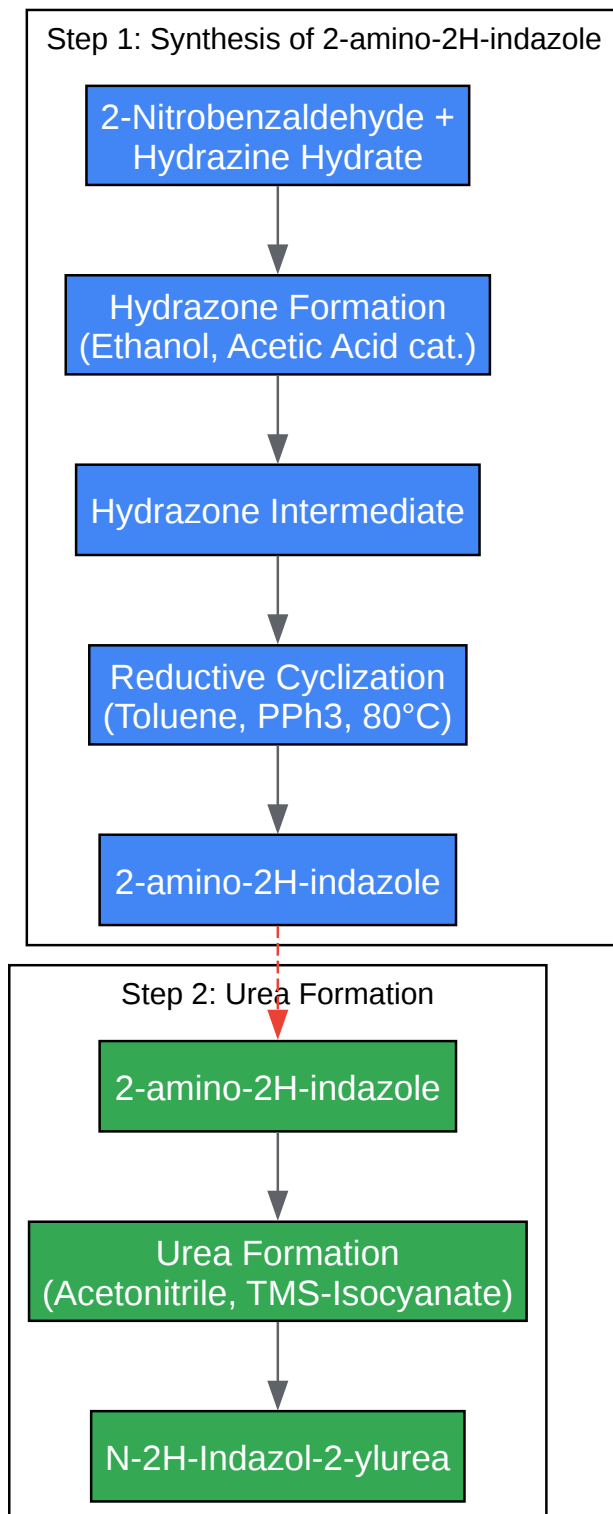 Step 1: Synthesis of 2-amino-2H-indazole
2-Nitrobenzaldehyde +
Hydrazine Hydrate
Hydrazone Formation
(Ethanol, Acetic Acid cat.)
Hydrazone Intermediate
Reductive Cyclization
(Toluene, PPh3, 80°C)
2-amino-2H-indazole
Step 2: Urea Formation
2-amino-2H-indazole
Urea Formation
(Acetonitrile, TMS-Isocyanate)
N-2H-Indazol-2-ylurea